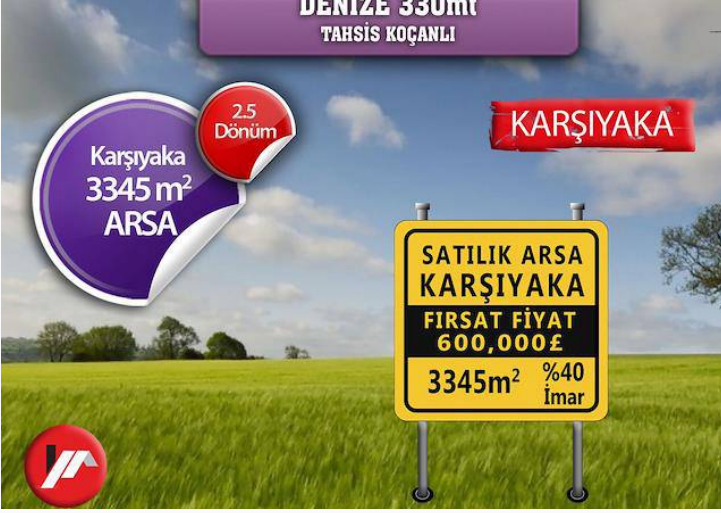 DENİZE 330mt
TAHSİS KOÇANLI
2.5
Dönüm
Karşıyaka
3345 m²
ARSA
KARŞIYAKA
SATILIK ARSA
KARŞIYAKA
FIRSAT FİYAT
600,000£
3345m² %40
İmar